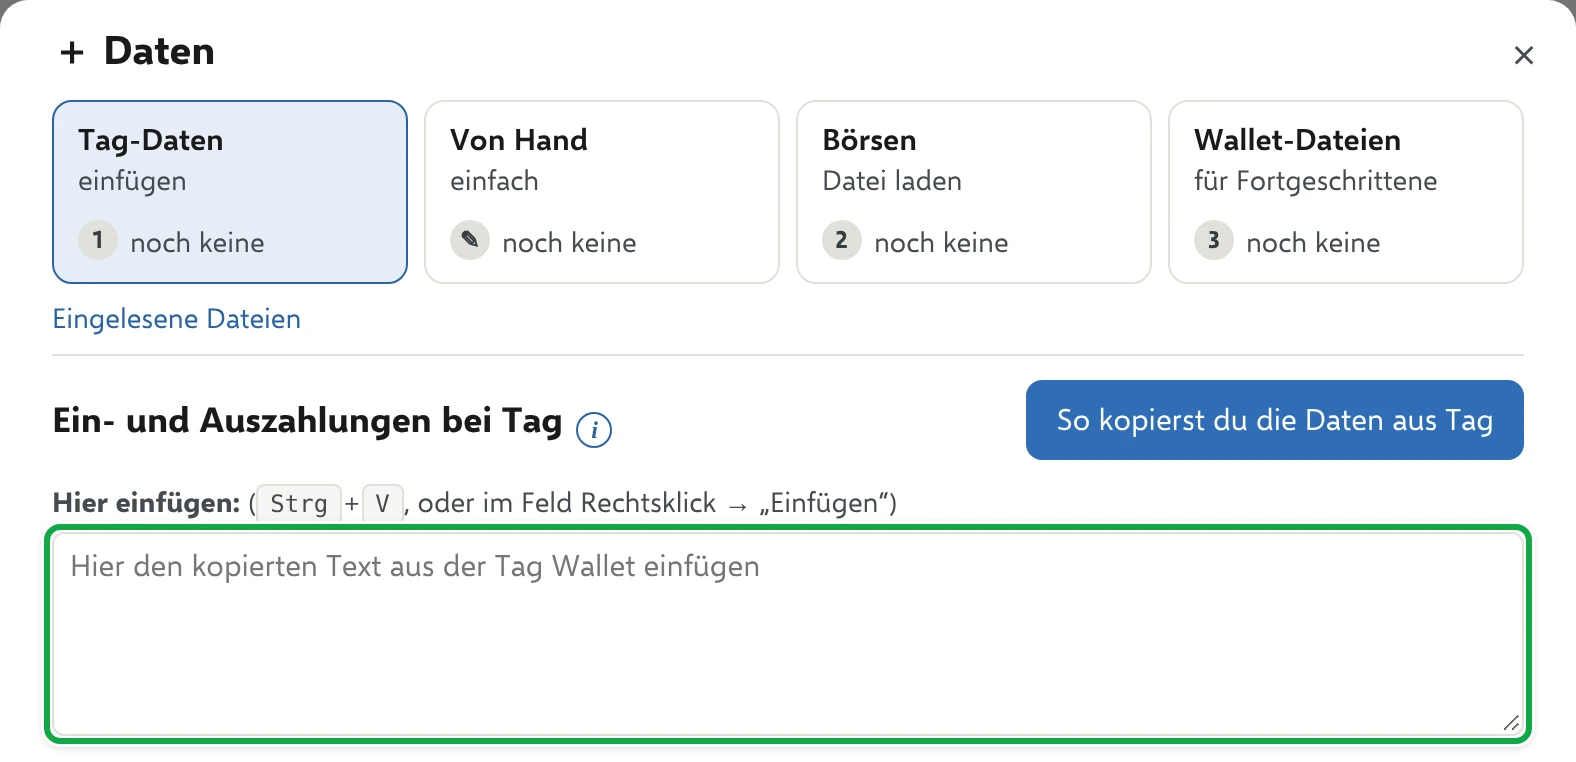 + Daten
×
Tag-Daten
einfügen
1 noch keine
Von Hand
einfach
✎ noch keine
Börsen
Datei laden
2 noch keine
Wallet-Dateien
für Fortgeschrittene
3 noch keine
Eingelesene Dateien
Ein- und Auszahlungen bei Tag i
So kopierst du die Daten aus Tag
Hier einfügen: (Strg+V, oder im Feld Rechtsklick → „Einfügen“)
Hier den kopierten Text aus der Tag Wallet einfügen